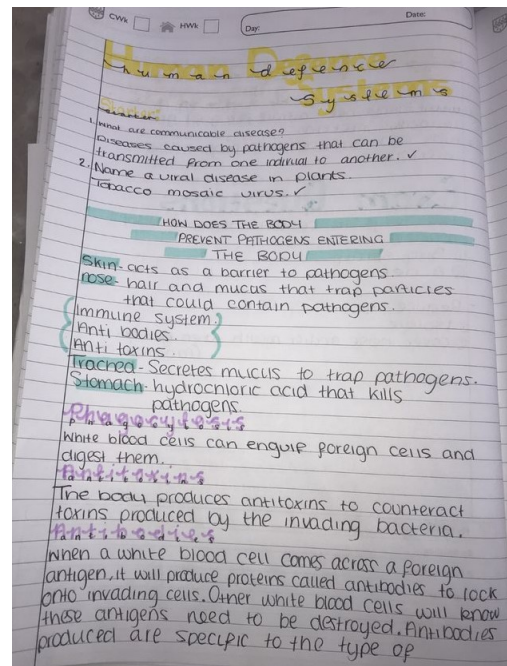 CWK HWK Day: Date:
Human Defence
human defence
Systems
systems
Starter
1. What are communicable disease?
Diseases caused by pathogens that can be
transmitted from one indiviual to another. ✓
2. Name a viral disease in plants.
Tobacco mosaic virus. ✓
HOW DOES THE BODY
PREVENT PATHOGENS ENTERING
THE BODY
Skin - acts as a barrier to pathogens.
nose - hair and mucus that trap particles
that could contain pathogens.
Immune system.
Anti bodies.
Anti toxins.
Trachea - Secretes mucus to trap pathogens.
Stomach - hydrochloric acid that kills
pathogens.
Phagocytosis
White blood cells can engulf foreign cells and
digest them.
Antitoxins
The body produces antitoxins to counteract
toxins produced by the invading bacteria.
Antibodies
When a white blood cell comes across a foreign
antigen, it will produce proteins called antibodies to lock
onto invading cells. Other white blood cells will know
these antigens need to be destroyed. Antibodies
produced are specific to the type of